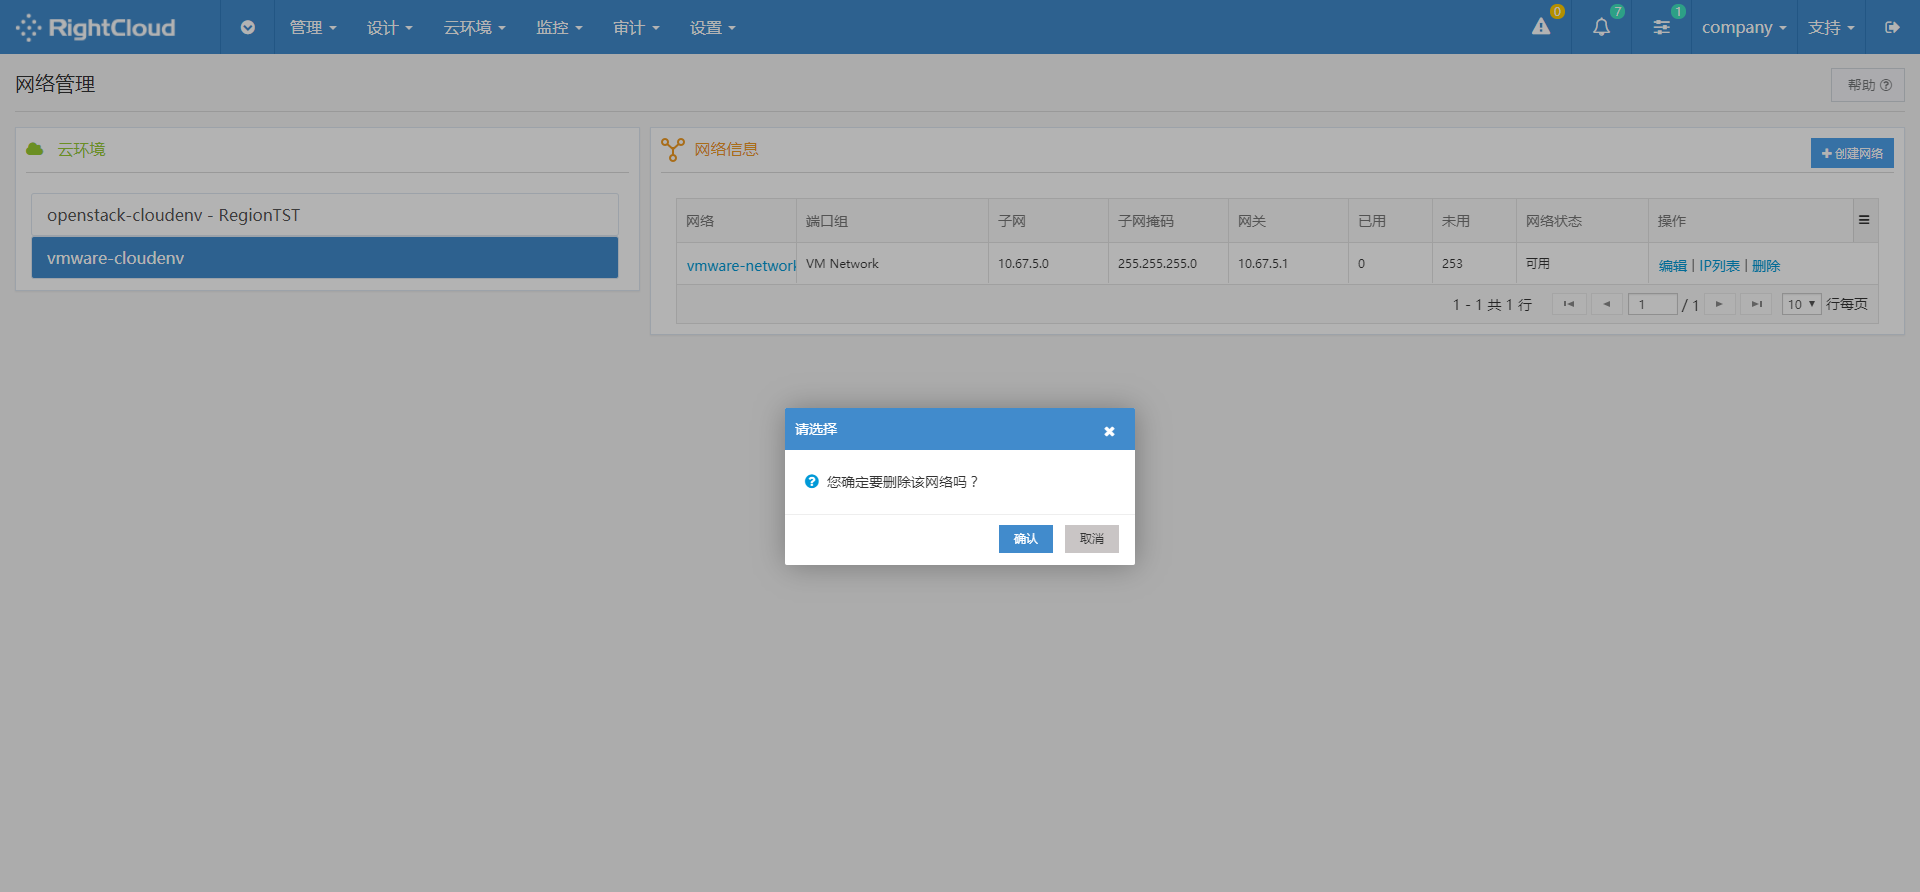 RightCloud 管理 设计 云环境 监控 审计 设置 0 7 1 company 支持
网络管理 帮助
云环境
openstack-cloudenv - RegionTST
vmware-cloudenv
网络信息 创建网络
网络 端口组 子网 子网掩码 网关 已用 未用 网络状态 操作
vmware-network VM Network 10.67.5.0 255.255.255.0 10.67.5.1 0 253 可用 编辑 | IP列表 | 删除
1 - 1 共 1 行 1 / 1 10 行每页
请选择
您确定要删除该网络吗？
确认 取消